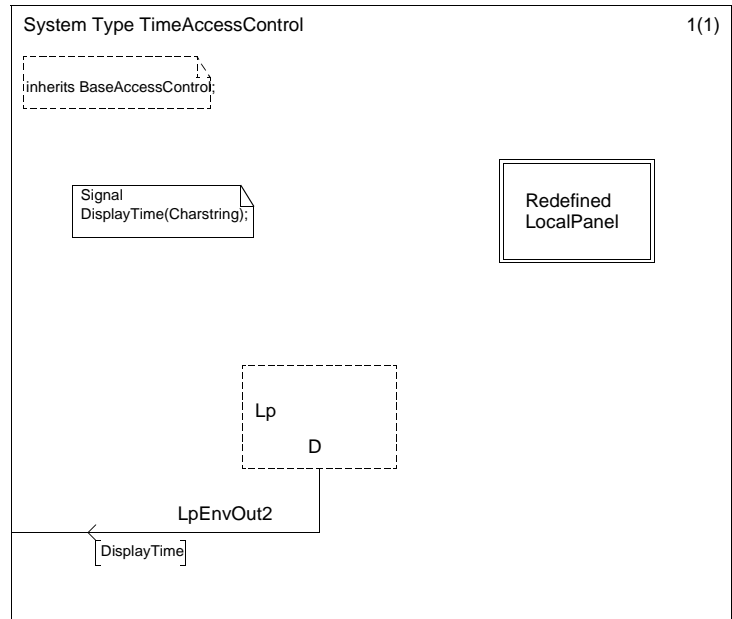 System Type TimeAccessControl
1(1)
inherits BaseAccessControl;
Signal
DisplayTime(Charstring);
Redefined
LocalPanel
Lp
D
LpEnvOut2
DisplayTime